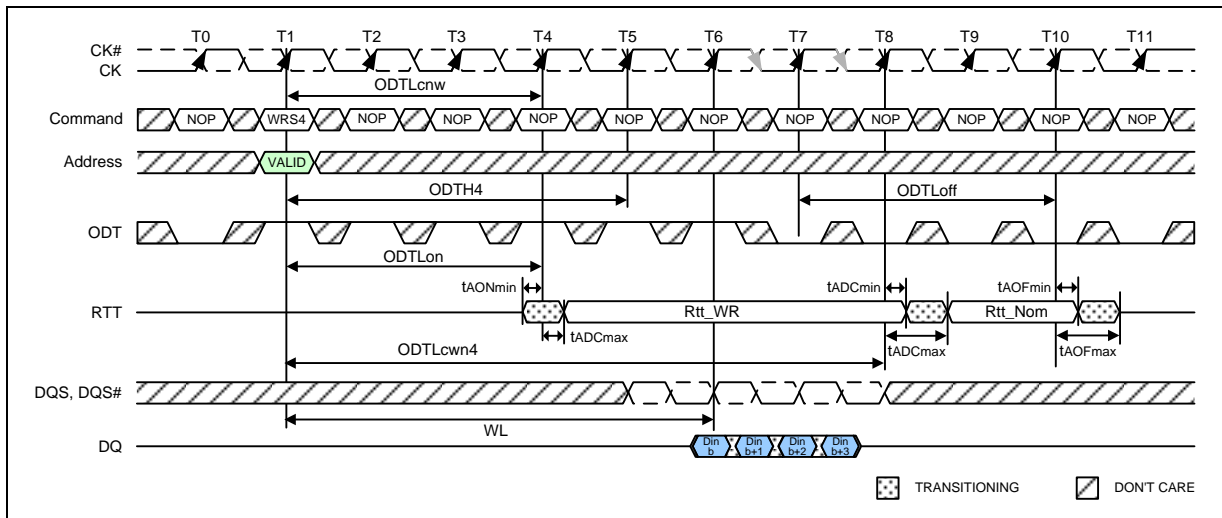 T0 T1 T2 T3 T4 T5 T6 T7 T8 T9 T10 T11
CK#
CK
ODTLcnw
Command NOP WRS4 NOP NOP NOP NOP NOP NOP NOP NOP NOP NOP
Address VALID
ODTH4 ODTLoff
ODT
ODTLon
tAONmin tADCmin tAOFmin
RTT Rtt_WR Rtt_Nom
tADCmax tADCmax tAOFmax
ODTLcwn4
DQS, DQS#
WL
DQ Din b Din b+1 Din b+2 Din b+3
TRANSITIONING DON'T CARE